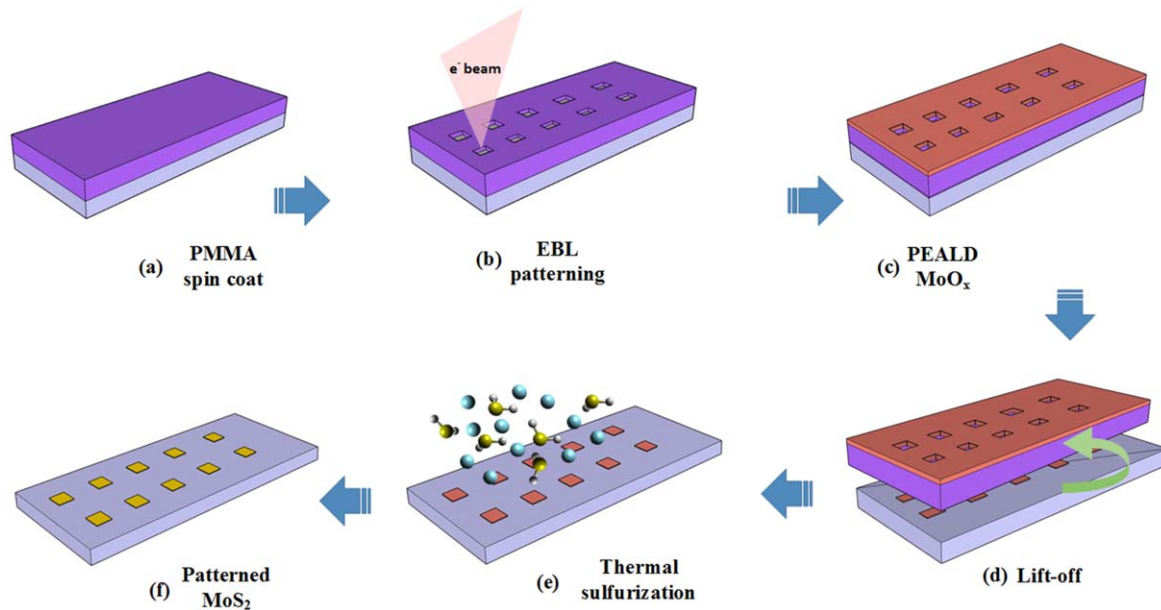 e⁻ beam
(a) PMMA
spin coat
(b) EBL
patterning
(c) PEALD
MoOₓ
(d) Lift-off
(e) Thermal
sulfurization
(f) Patterned
MoS₂